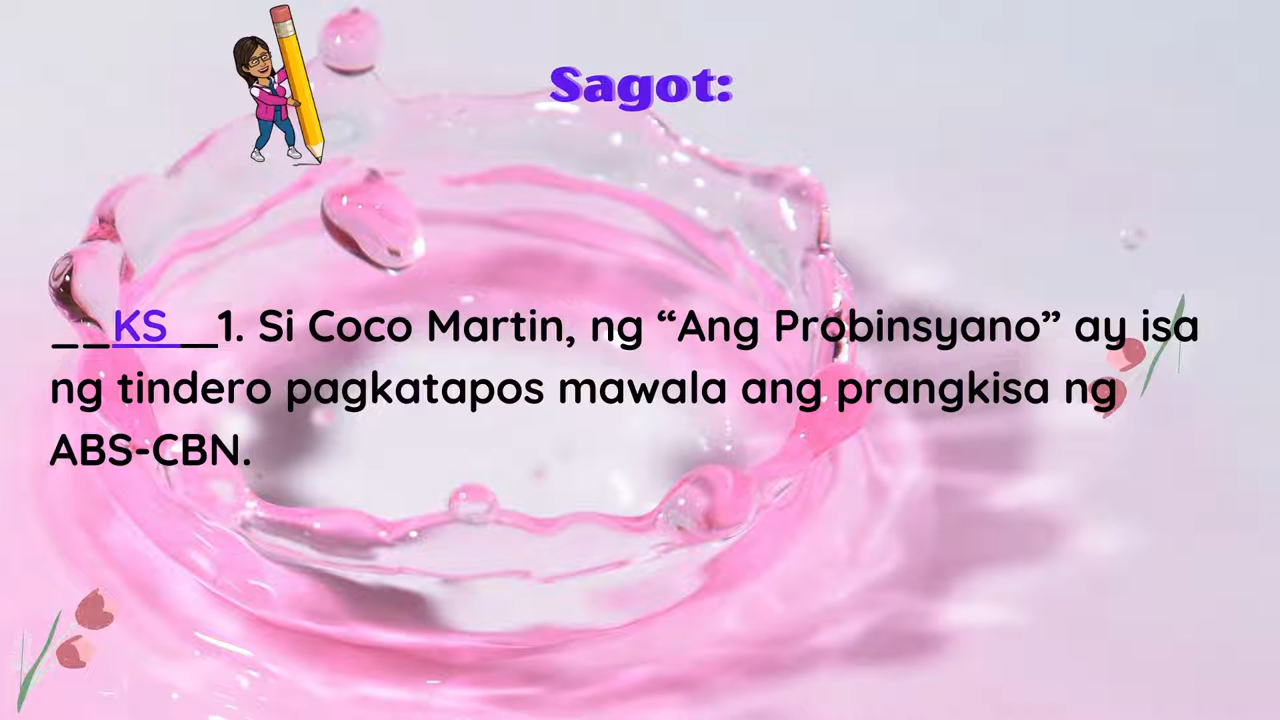 Sagot:
__KS__1. Si Coco Martin, ng “Ang Probinsyano” ay isa
ng tindero pagkatapos mawala ang prangkisa ng
ABS-CBN.